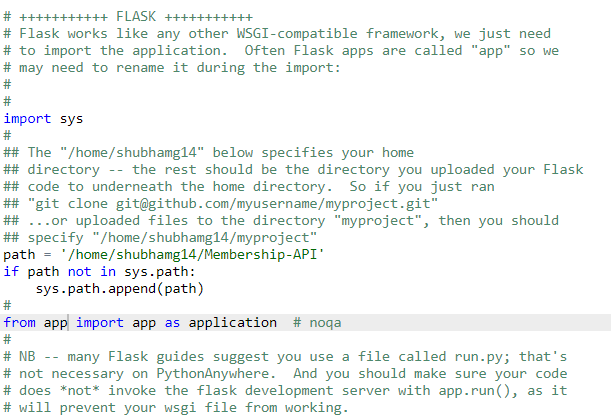 # +++++++++++ FLASK +++++++++++
# Flask works like any other WSGI-compatible framework, we just need
# to import the application.  Often Flask apps are called "app" so we
# may need to rename it during the import:
#
#
import sys
#
## The "/home/shubhamg14" below specifies your home
## directory -- the rest should be the directory you uploaded your Flask
## code to underneath the home directory.  So if you just ran
## "git clone git@github.com/myusername/myproject.git"
## ...or uploaded files to the directory "myproject", then you should
## specify "/home/shubhamg14/myproject"
path = '/home/shubhamg14/Membership-API'
if path not in sys.path:
    sys.path.append(path)
#
from app import app as application  # noqa
#
# NB -- many Flask guides suggest you use a file called run.py; that's
# not necessary on PythonAnywhere.  And you should make sure your code
# does *not* invoke the flask development server with app.run(), as it
# will prevent your wsgi file from working.